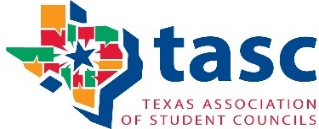 tasc
TEXAS ASSOCIATION
OF STUDENT COUNCILS